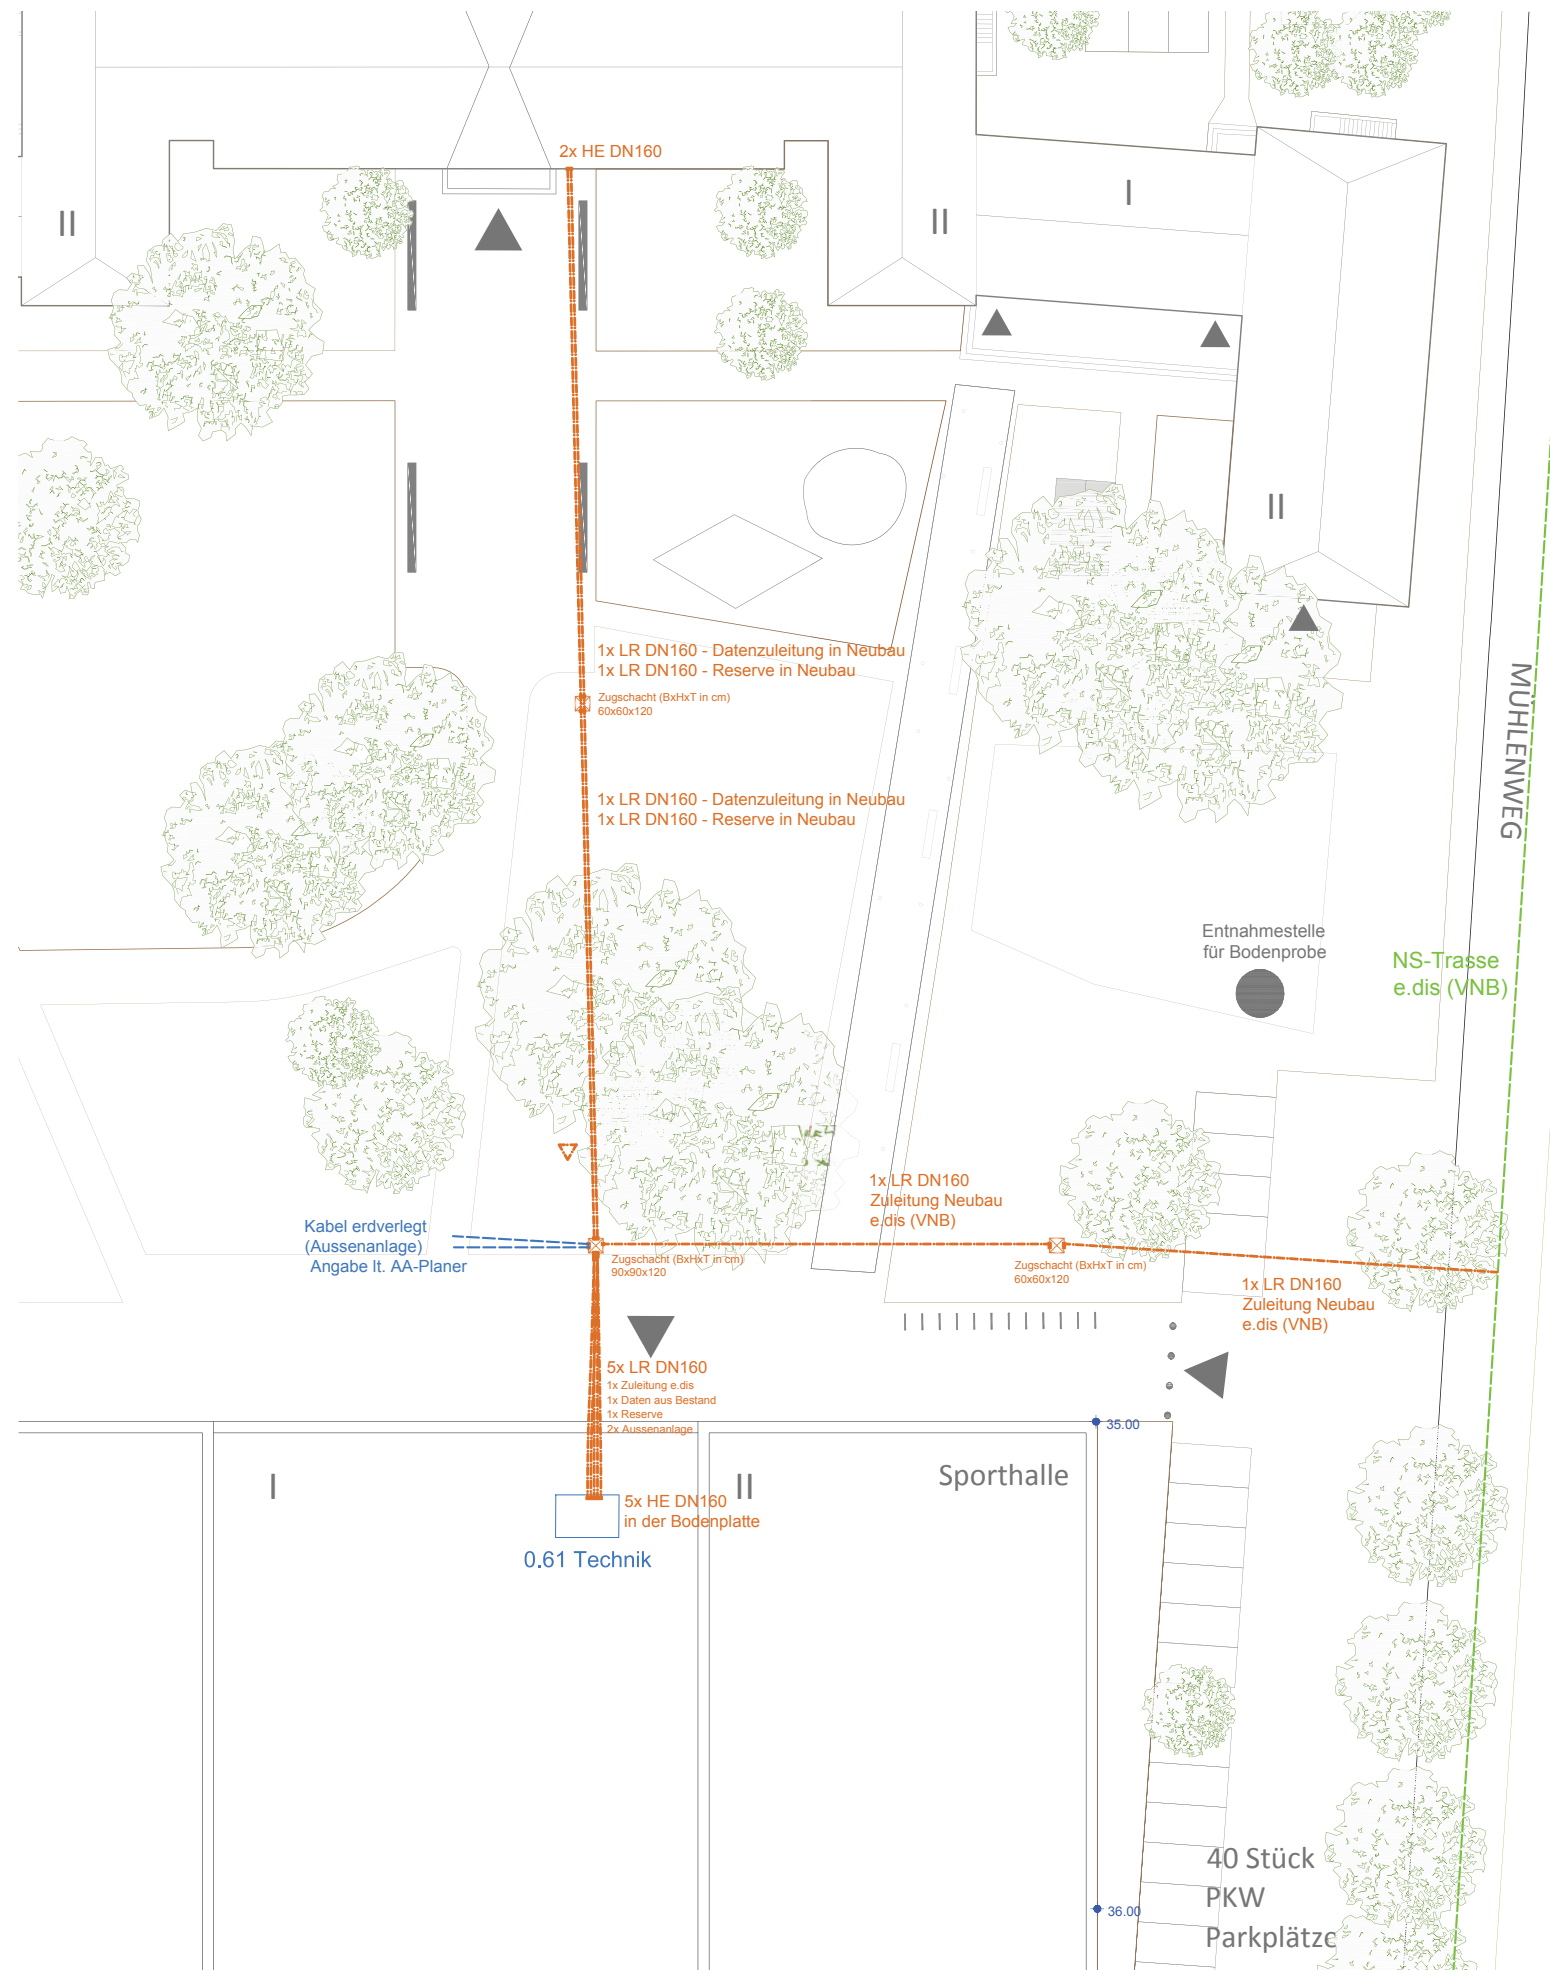 2x HE DN160
II
II
I
II
1x LR DN160 - Datenzuleitung in Neubau
1x LR DN160 - Reserve in Neubau
Zugschacht (BxHxT in cm)
60x60x120
MÜHLENWEG
1x LR DN160 - Datenzuleitung in Neubau
1x LR DN160 - Reserve in Neubau
Entnahmestelle
für Bodenprobe
NS-Trasse
e.dis (VNB)
1x LR DN160
Zuleitung Neubau
e.dis (VNB)
Kabel erdverlegt
(Aussenanlage)
Angabe lt. AA-Planer
Zugschacht (BxHxT in cm)
90x90x120
Zugschacht (BxHxT in cm)
60x60x120
1x LR DN160
Zuleitung Neubau
e.dis (VNB)
5x LR DN160
1x Zuleitung e.dis
1x Daten aus Bestand
1x Reserve
2x Aussenanlage
35.00
I
II
Sporthalle
5x HE DN160
in der Bodenplatte
0.61 Technik
40 Stück
PKW
Parkplätze
36.00